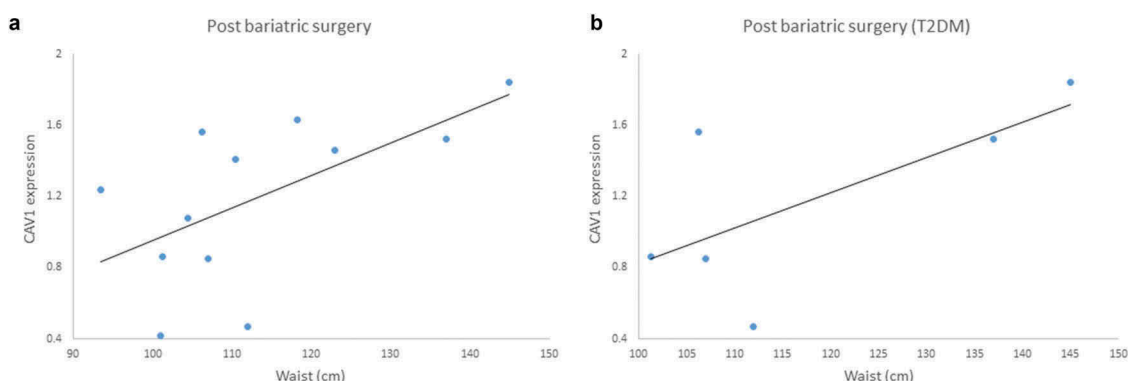 a
Post bariatric surgery
2
1.6
1.2
0.8
0.4
CAV1 expression
90 100 110 120 130 140 150
Waist (cm)
b
Post bariatric surgery (T2DM)
2
1.6
1.2
0.8
0.4
CAV1 expression
100 105 110 115 120 125 130 135 140 145 150
Waist (cm)